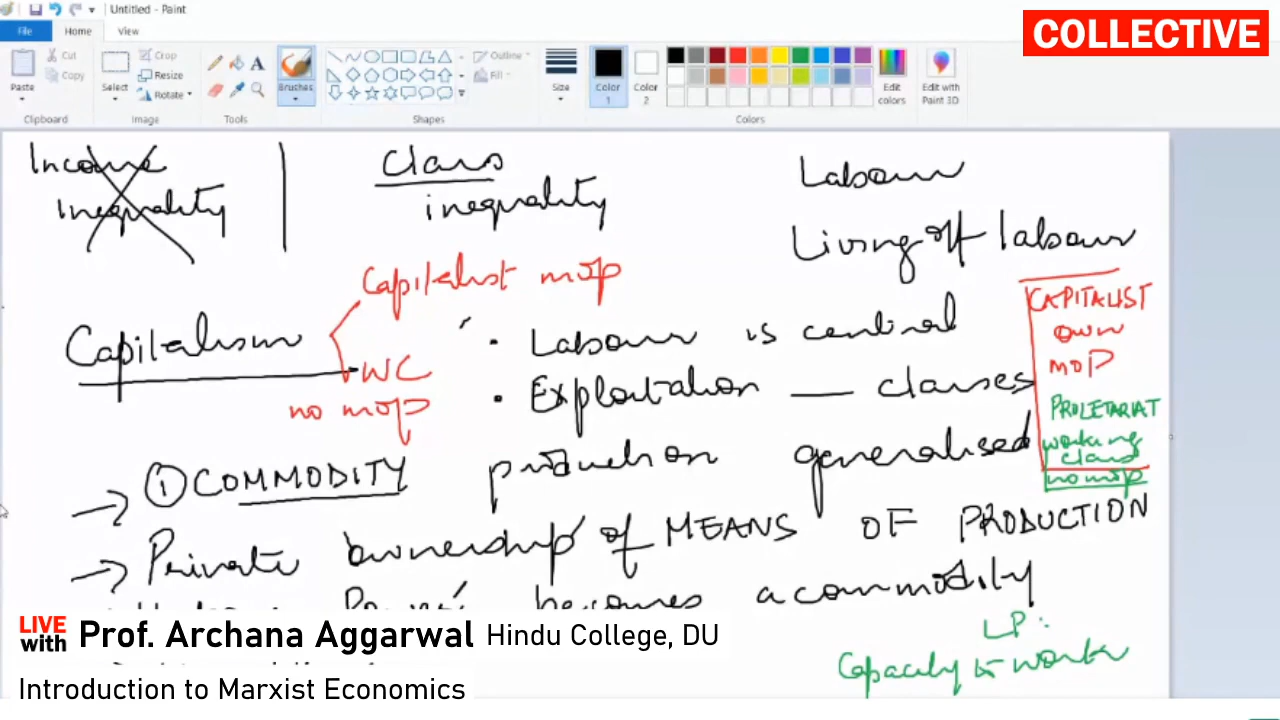 Untitled - Paint
File Home View
Paste
Cut
Copy
Clipboard
Select
Crop
Resize
Rotate
Image
Tools
Brushes
Shapes
Outline
Fill
Size
Color 1
Color 2
Edit colors
Colors
Edit with Paint 3D
COLLECTIVE
Income
inequality
Class
inequality
Labour
Living off labour
Capitalism
Capitalist mop
WC
no mop
Labour is central
Exploitation — classes
CAPITALIST
own
MOP
PROLETARIAT
working
class
no mop
→ ① COMMODITY production generalised
→ Private ownership of MEANS OF PRODUCTION
Power becomes a commodity
LP:
Capacity to work
LIVE with Prof. Archana Aggarwal Hindu College, DU
Introduction to Marxist Economics